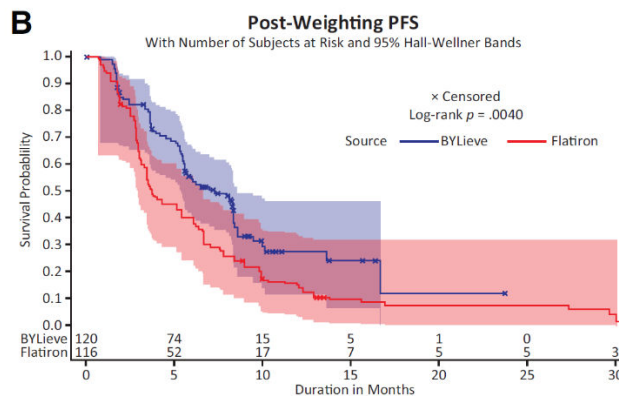 B
Post-Weighting PFS
With Number of Subjects at Risk and 95% Hall-Wellner Bands
× Censored
Log-rank p = .0040
Source BYLieve Flatiron
Survival Probability
1.0
0.9
0.8
0.7
0.6
0.5
0.4
0.3
0.2
0.1
0.0
BYLieve 120 74 15 5 1 0
Flatiron 116 52 17 7 5 5 3
0 5 10 15 20 25 30
Duration in Months